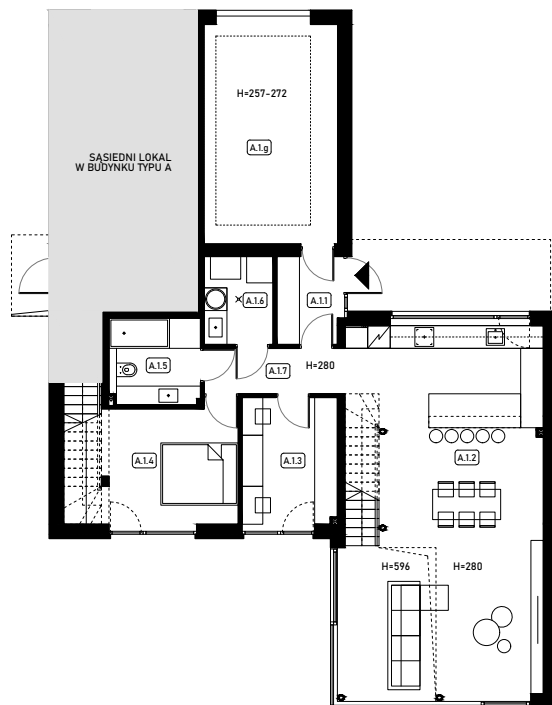 H=257-272
A.1.g
SĄSIEDNI LOKAL
W BUDYNKU TYPU A
A.1.6
A.1.1
A.1.5
A.1.7
H=280
A.1.4
A.1.3
A.1.2
H=596
H=280